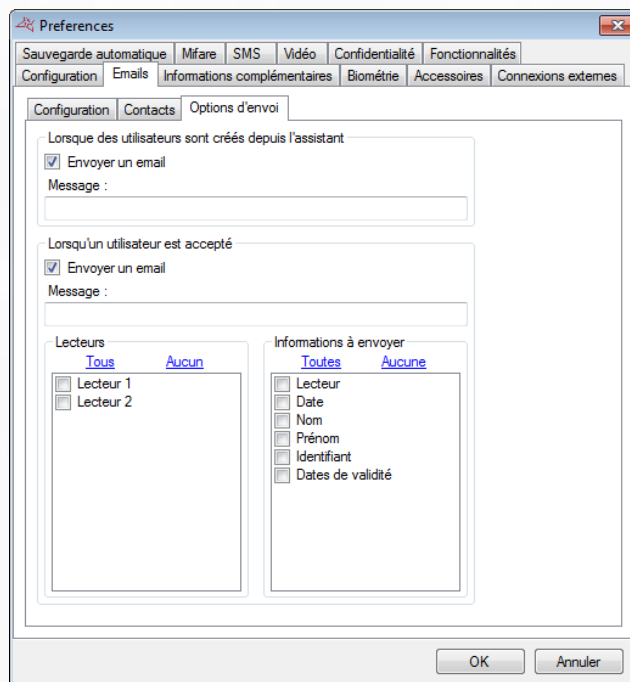 Preferences
Sauvegarde automatique Mifare SMS Vidéo Confidentialité Fonctionnalités
Configuration Emails Informations complémentaires Biométrie Accessoires Connexions externes
Configuration Contacts Options d'envoi
Lorsque des utilisateurs sont créés depuis l'assistant
Envoyer un email
Message :
Lorsqu'un utilisateur est accepté
Envoyer un email
Message :
Lecteurs Informations à envoyer
Tous Aucun Toutes Aucune
Lecteur 1 Lecteur
Lecteur 2 Date
Nom
Prénom
Identifiant
Dates de validité
OK Annuler